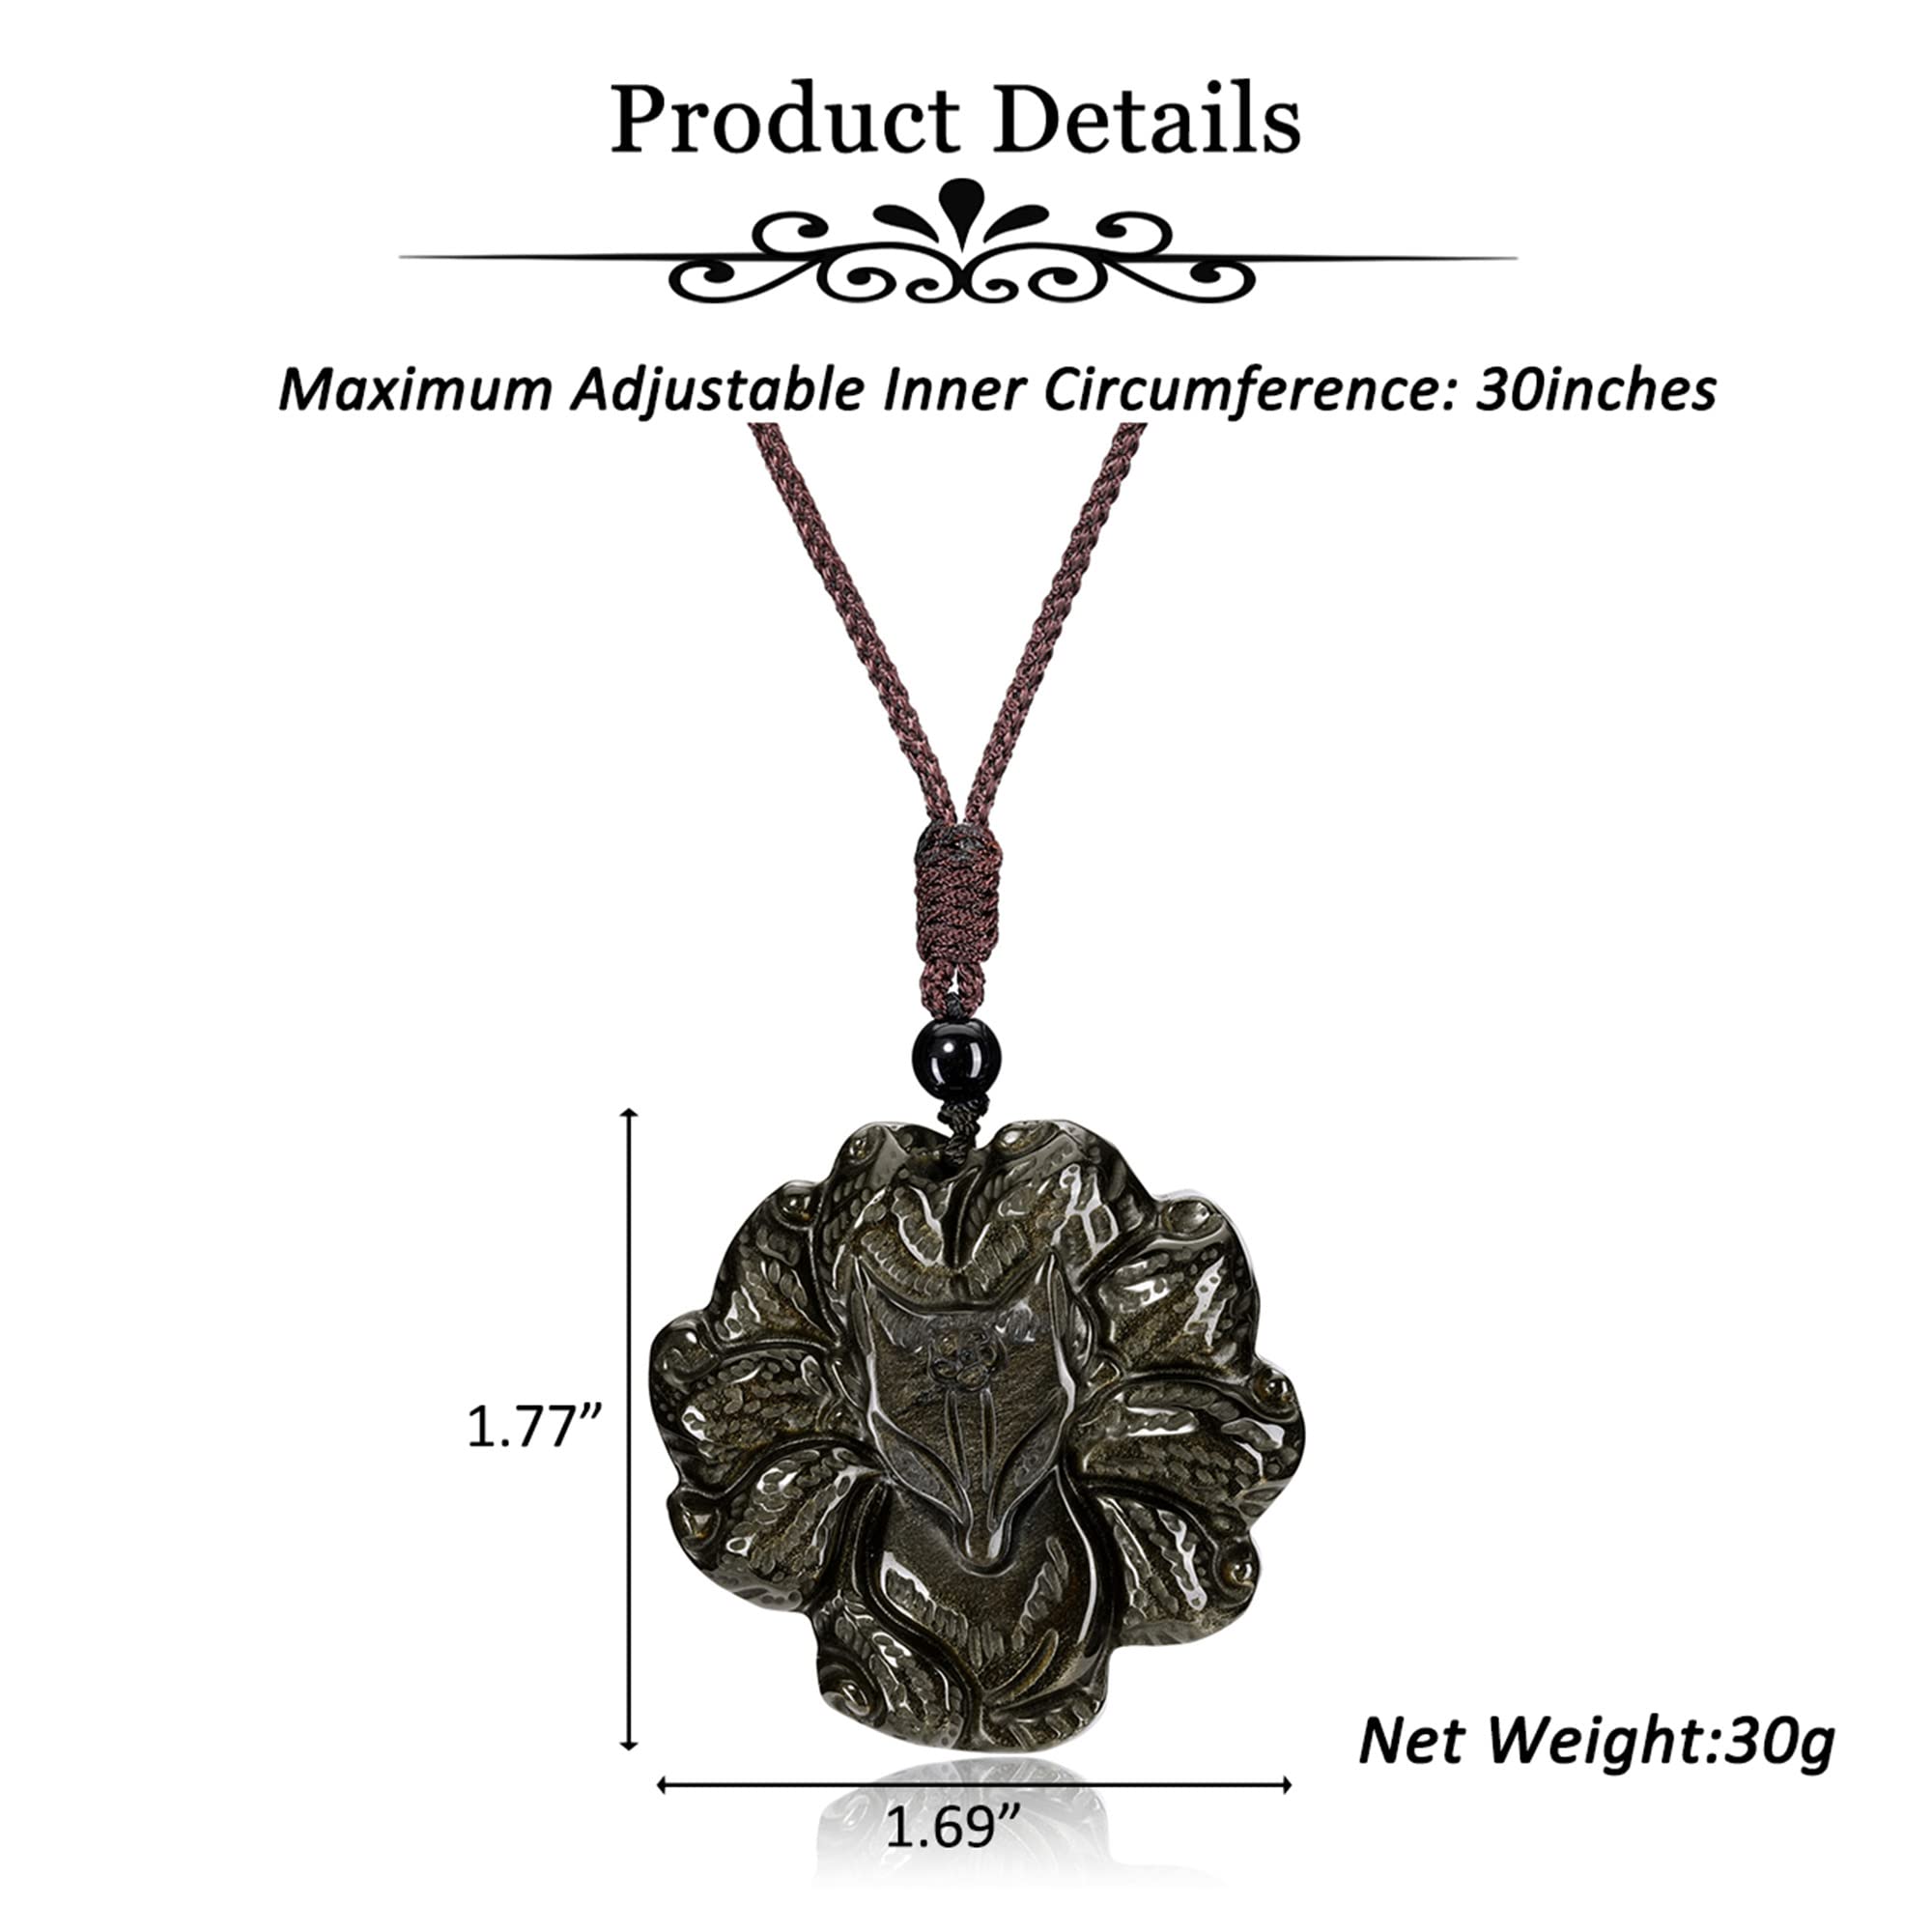 Product Details
Maximum Adjustable Inner Circumference: 30inches
1.77”
Net Weight:30g
1.69”